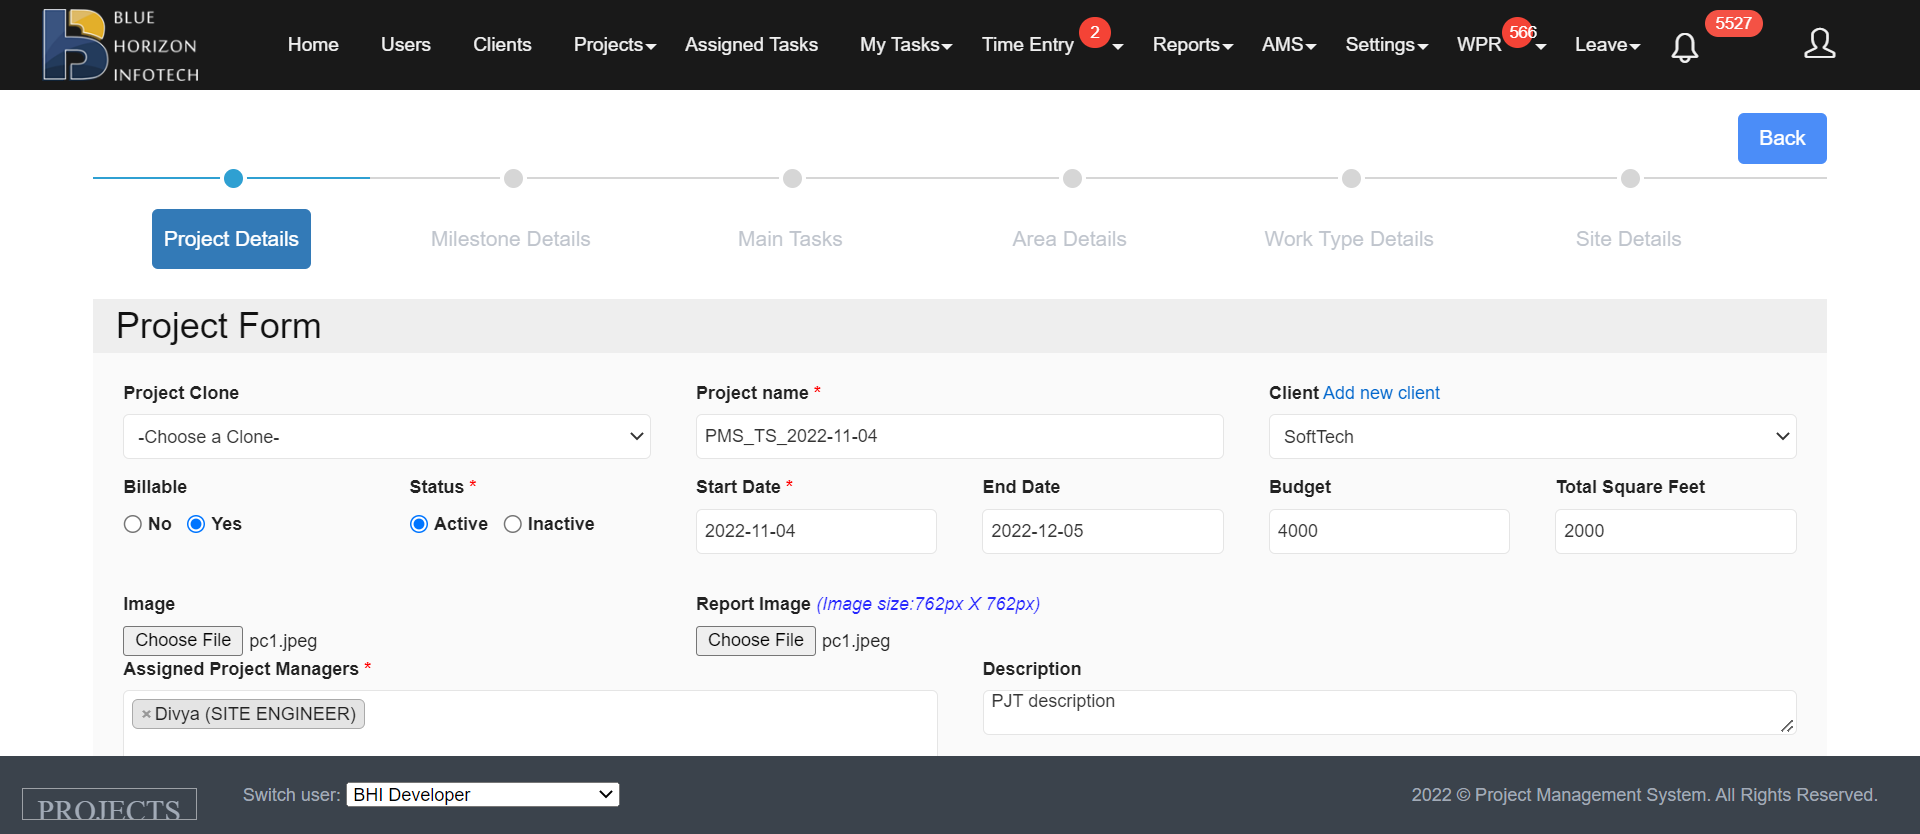 BLUE
HORIZON
INFOTECH
Home Users Clients Projects Assigned Tasks My Tasks Time Entry 2 Reports AMS Settings WPR 566 Leave 5527
Back
Project Details Milestone Details Main Tasks Area Details Work Type Details Site Details
Project Form
Project Clone Project name * Client Add new client
-Choose a Clone- PMS_TS_2022-11-04 SoftTech
Billable Status * Start Date * End Date Budget Total Square Feet
No Yes Active Inactive 2022-11-04 2022-12-05 4000 2000
Image Report Image (Image size:762px X 762px)
Choose File pc1.jpeg Choose File pc1.jpeg
Assigned Project Managers * Description
× Divya (SITE ENGINEER) PJT description
PROJECTS Switch user: BHI Developer 2022 © Project Management System. All Rights Reserved.